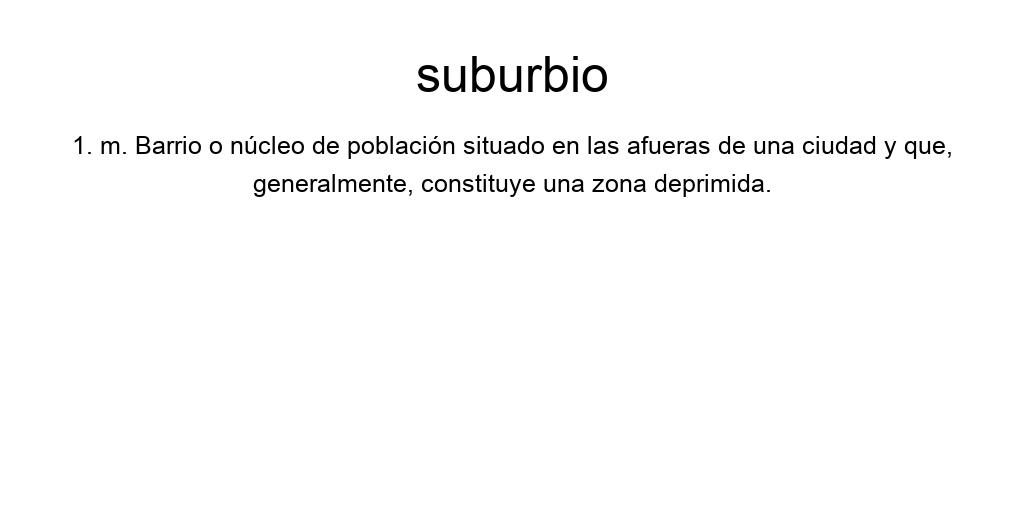 suburbio
1. m. Barrio o núcleo de población situado en las afueras de una ciudad y que,
generalmente, constituye una zona deprimida.